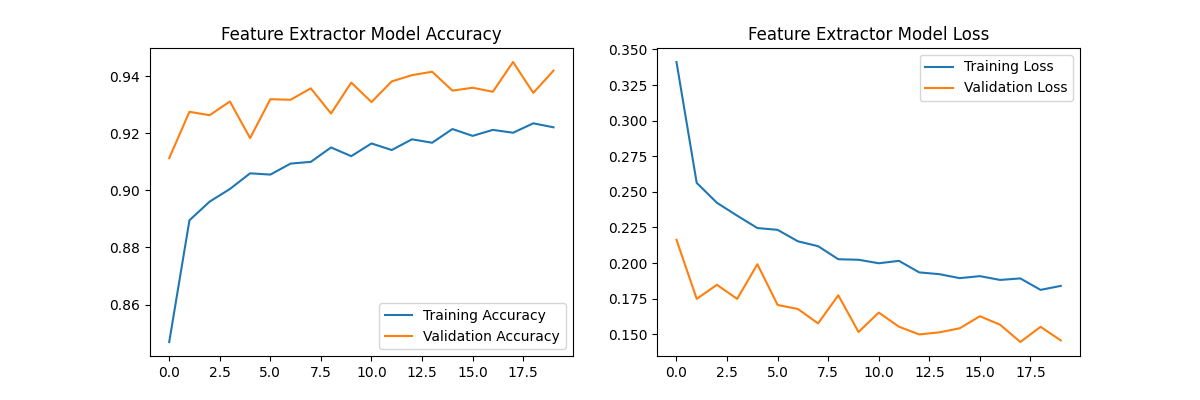 Feature Extractor Model Accuracy
0.94
0.92
0.90
0.88
0.86
Training Accuracy
Validation Accuracy
0.0 2.5 5.0 7.5 10.0 12.5 15.0 17.5
Feature Extractor Model Loss
0.350
0.325
0.300
0.275
0.250
0.225
0.200
0.175
0.150
Training Loss
Validation Loss
0.0 2.5 5.0 7.5 10.0 12.5 15.0 17.5